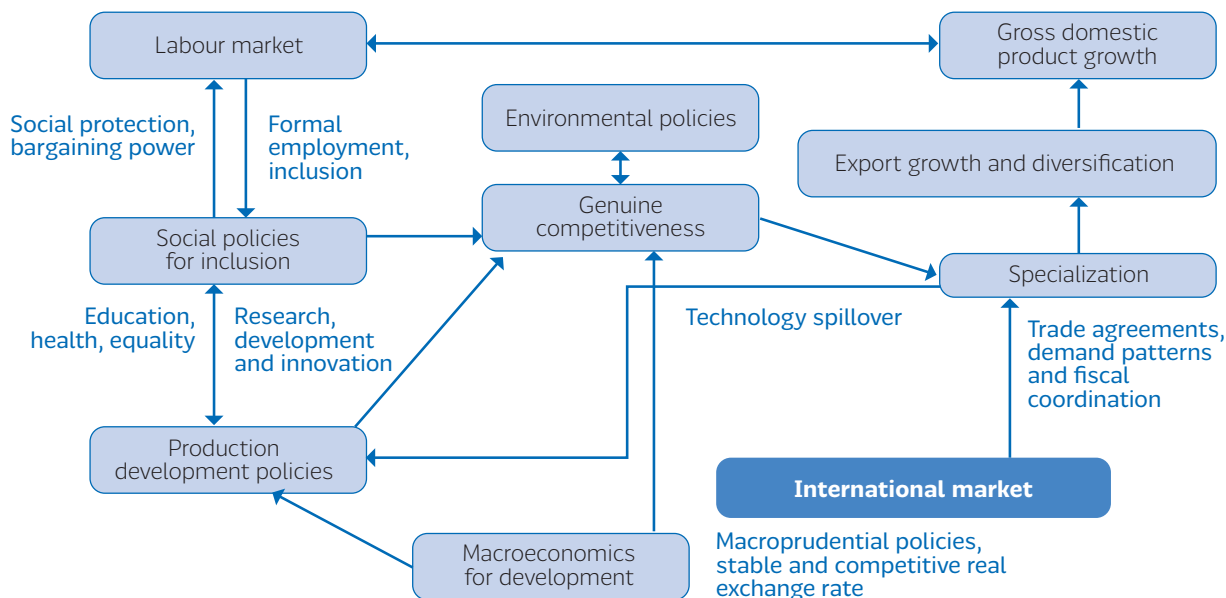 Labour market
Gross domestic
product growth
Social protection,
bargaining power
Formal
employment,
inclusion
Environmental policies
Export growth and diversification
Genuine
competitiveness
Social policies
for inclusion
Specialization
Education,
health, equality
Research,
development
and innovation
Technology spillover
Trade agreements,
demand patterns
and fiscal
coordination
Production
development policies
International market
Macroeconomics
for development
Macroprudential policies,
stable and competitive real
exchange rate